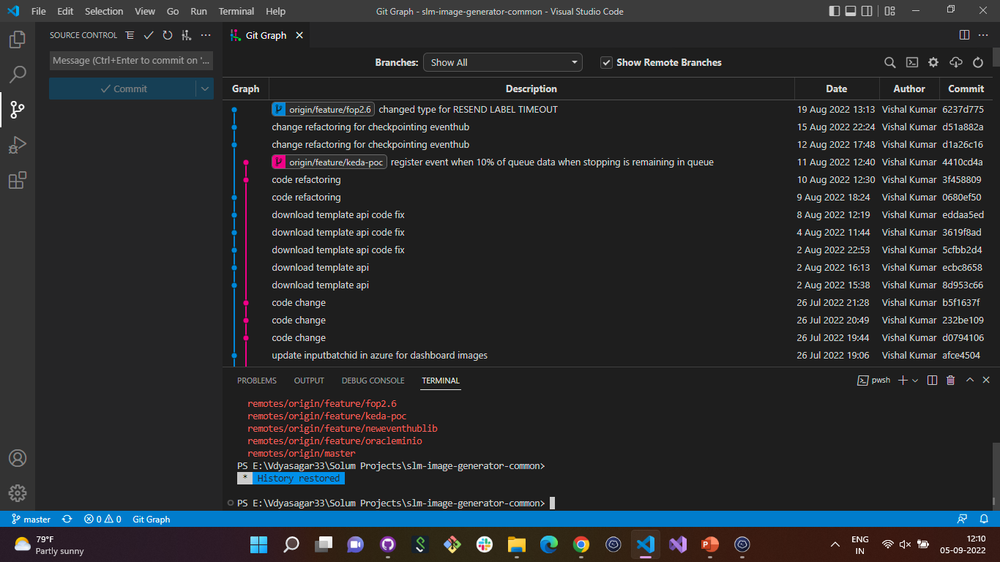 File Edit Selection View Go Run Terminal Help
Git Graph - slm-image-generator-common - Visual Studio Code
SOURCE CONTROL
Git Graph
Message (Ctrl+Enter to commit on '...
Commit
Branches: Show All Show Remote Branches
Graph Description Date Author Commit
origin/feature/fop2.6 changed type for RESEND LABEL TIMEOUT 19 Aug 2022 13:13 Vishal Kumar 6237d775
change refactoring for checkpointing eventhub 15 Aug 2022 22:24 Vishal Kumar d51a882a
change refactoring for checkpointing eventhub 12 Aug 2022 17:48 Vishal Kumar d1a26c16
origin/feature/keda-poc register event when 10% of queue data when stopping is remaining in queue 11 Aug 2022 12:40 Vishal Kumar 4410cd4a
code refactoring 10 Aug 2022 12:30 Vishal Kumar 3f458809
code refactoring 9 Aug 2022 18:24 Vishal Kumar 0680ef50
download template api code fix 8 Aug 2022 12:19 Vishal Kumar eddaa5ed
download template api code fix 4 Aug 2022 11:44 Vishal Kumar 3619f8ad
download template api code fix 2 Aug 2022 22:53 Vishal Kumar 5cfbb2d4
download template api 2 Aug 2022 16:13 Vishal Kumar ecbc8658
download template api 2 Aug 2022 15:38 Vishal Kumar 8d953c66
code change 26 Jul 2022 21:28 Vishal Kumar b5f1637f
code change 26 Jul 2022 20:49 Vishal Kumar 232be109
code change 26 Jul 2022 19:44 Vishal Kumar d0794106
update inputbatchid in azure for dashboard images 26 Jul 2022 19:06 Vishal Kumar afce4504
PROBLEMS OUTPUT DEBUG CONSOLE TERMINAL pwsh
remotes/origin/feature/fop2.6
remotes/origin/feature/keda-poc
remotes/origin/feature/neweventhublib
remotes/origin/feature/oracleminio
remotes/origin/master
PS E:\Vdyasagar33\Solum Projects\slm-image-generator-common>
* History restored
PS E:\Vdyasagar33\Solum Projects\slm-image-generator-common>
master 0 0 Git Graph
79°F
Partly sunny
ENG
IN
12:10
05-09-2022